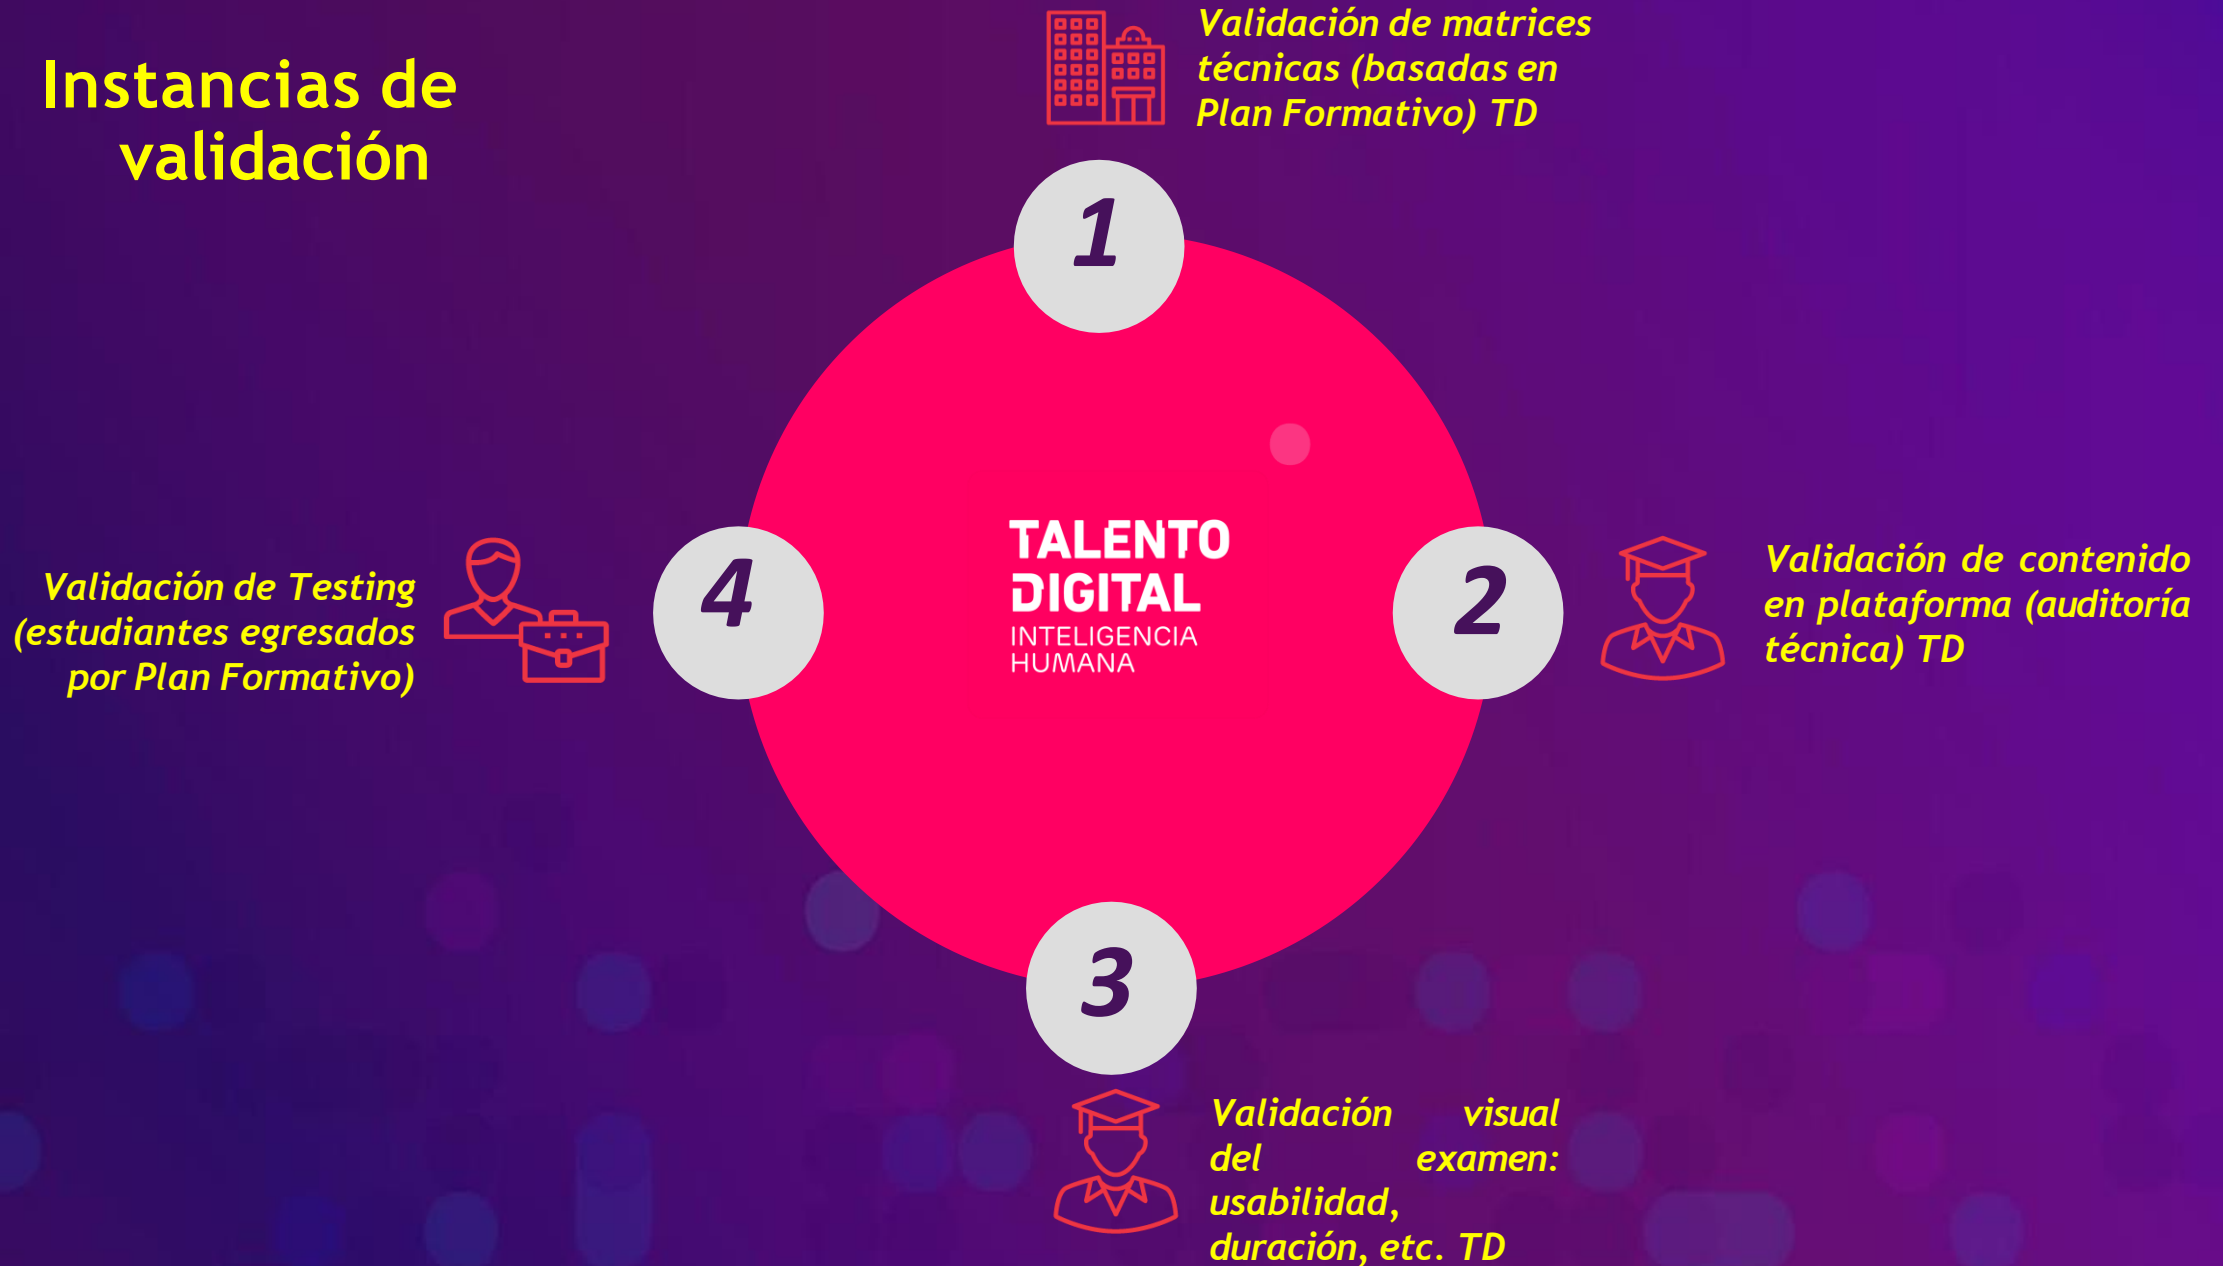 Instancias de
validación
Validación de matrices
técnicas (basadas en
Plan Formativo) TD
1
2
Validación de contenido
en plataforma (auditoría
técnica) TD
3
Validación visual
del examen:
usabilidad,
duración, etc. TD
4
Validación de Testing
(estudiantes egresados
por Plan Formativo)
TALENTO
DIGITAL
INTELIGENCIA
HUMANA